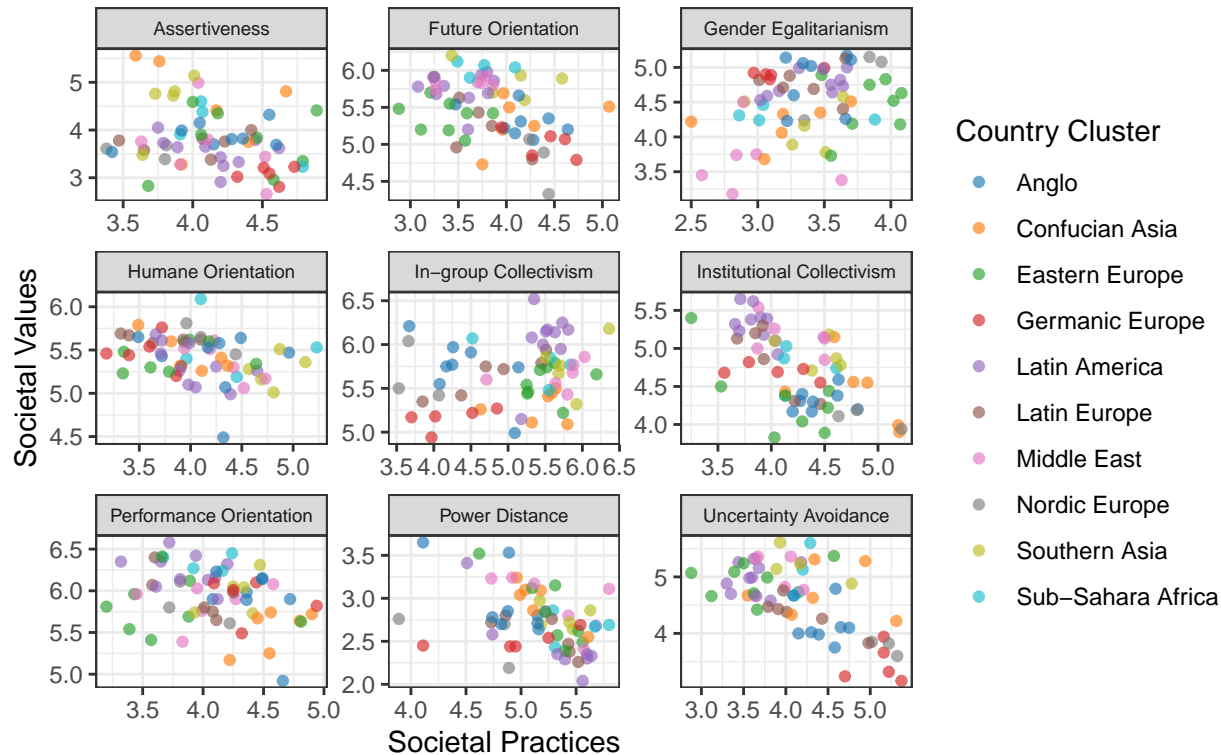 Assertiveness
Future Orientation
Gender Egalitarianism
5
4
3
3.5 4.0 4.5
6.0
5.5
5.0
4.5
3.0 3.5 4.0 4.5 5.0
5.0
4.5
4.0
3.5
2.5 3.0 3.5 4.0
Humane Orientation
In−group Collectivism
Institutional Collectivism
6.0
5.5
5.0
4.5
3.5 4.0 4.5 5.0
6.5
6.0
5.5
5.0
3.5 4.0 4.5 5.0 5.5 6.0 6.5
5.5
5.0
4.5
4.0
3.5 4.0 4.5 5.0
Performance Orientation
Power Distance
Uncertainty Avoidance
6.5
6.0
5.5
5.0
3.5 4.0 4.5 5.0
3.5
3.0
2.5
2.0
4.0 4.5 5.0 5.5
5
4
3.0 3.5 4.0 4.5 5.0
Societal Values
Societal Practices
Country Cluster
Anglo
Confucian Asia
Eastern Europe
Germanic Europe
Latin America
Latin Europe
Middle East
Nordic Europe
Southern Asia
Sub−Sahara Africa